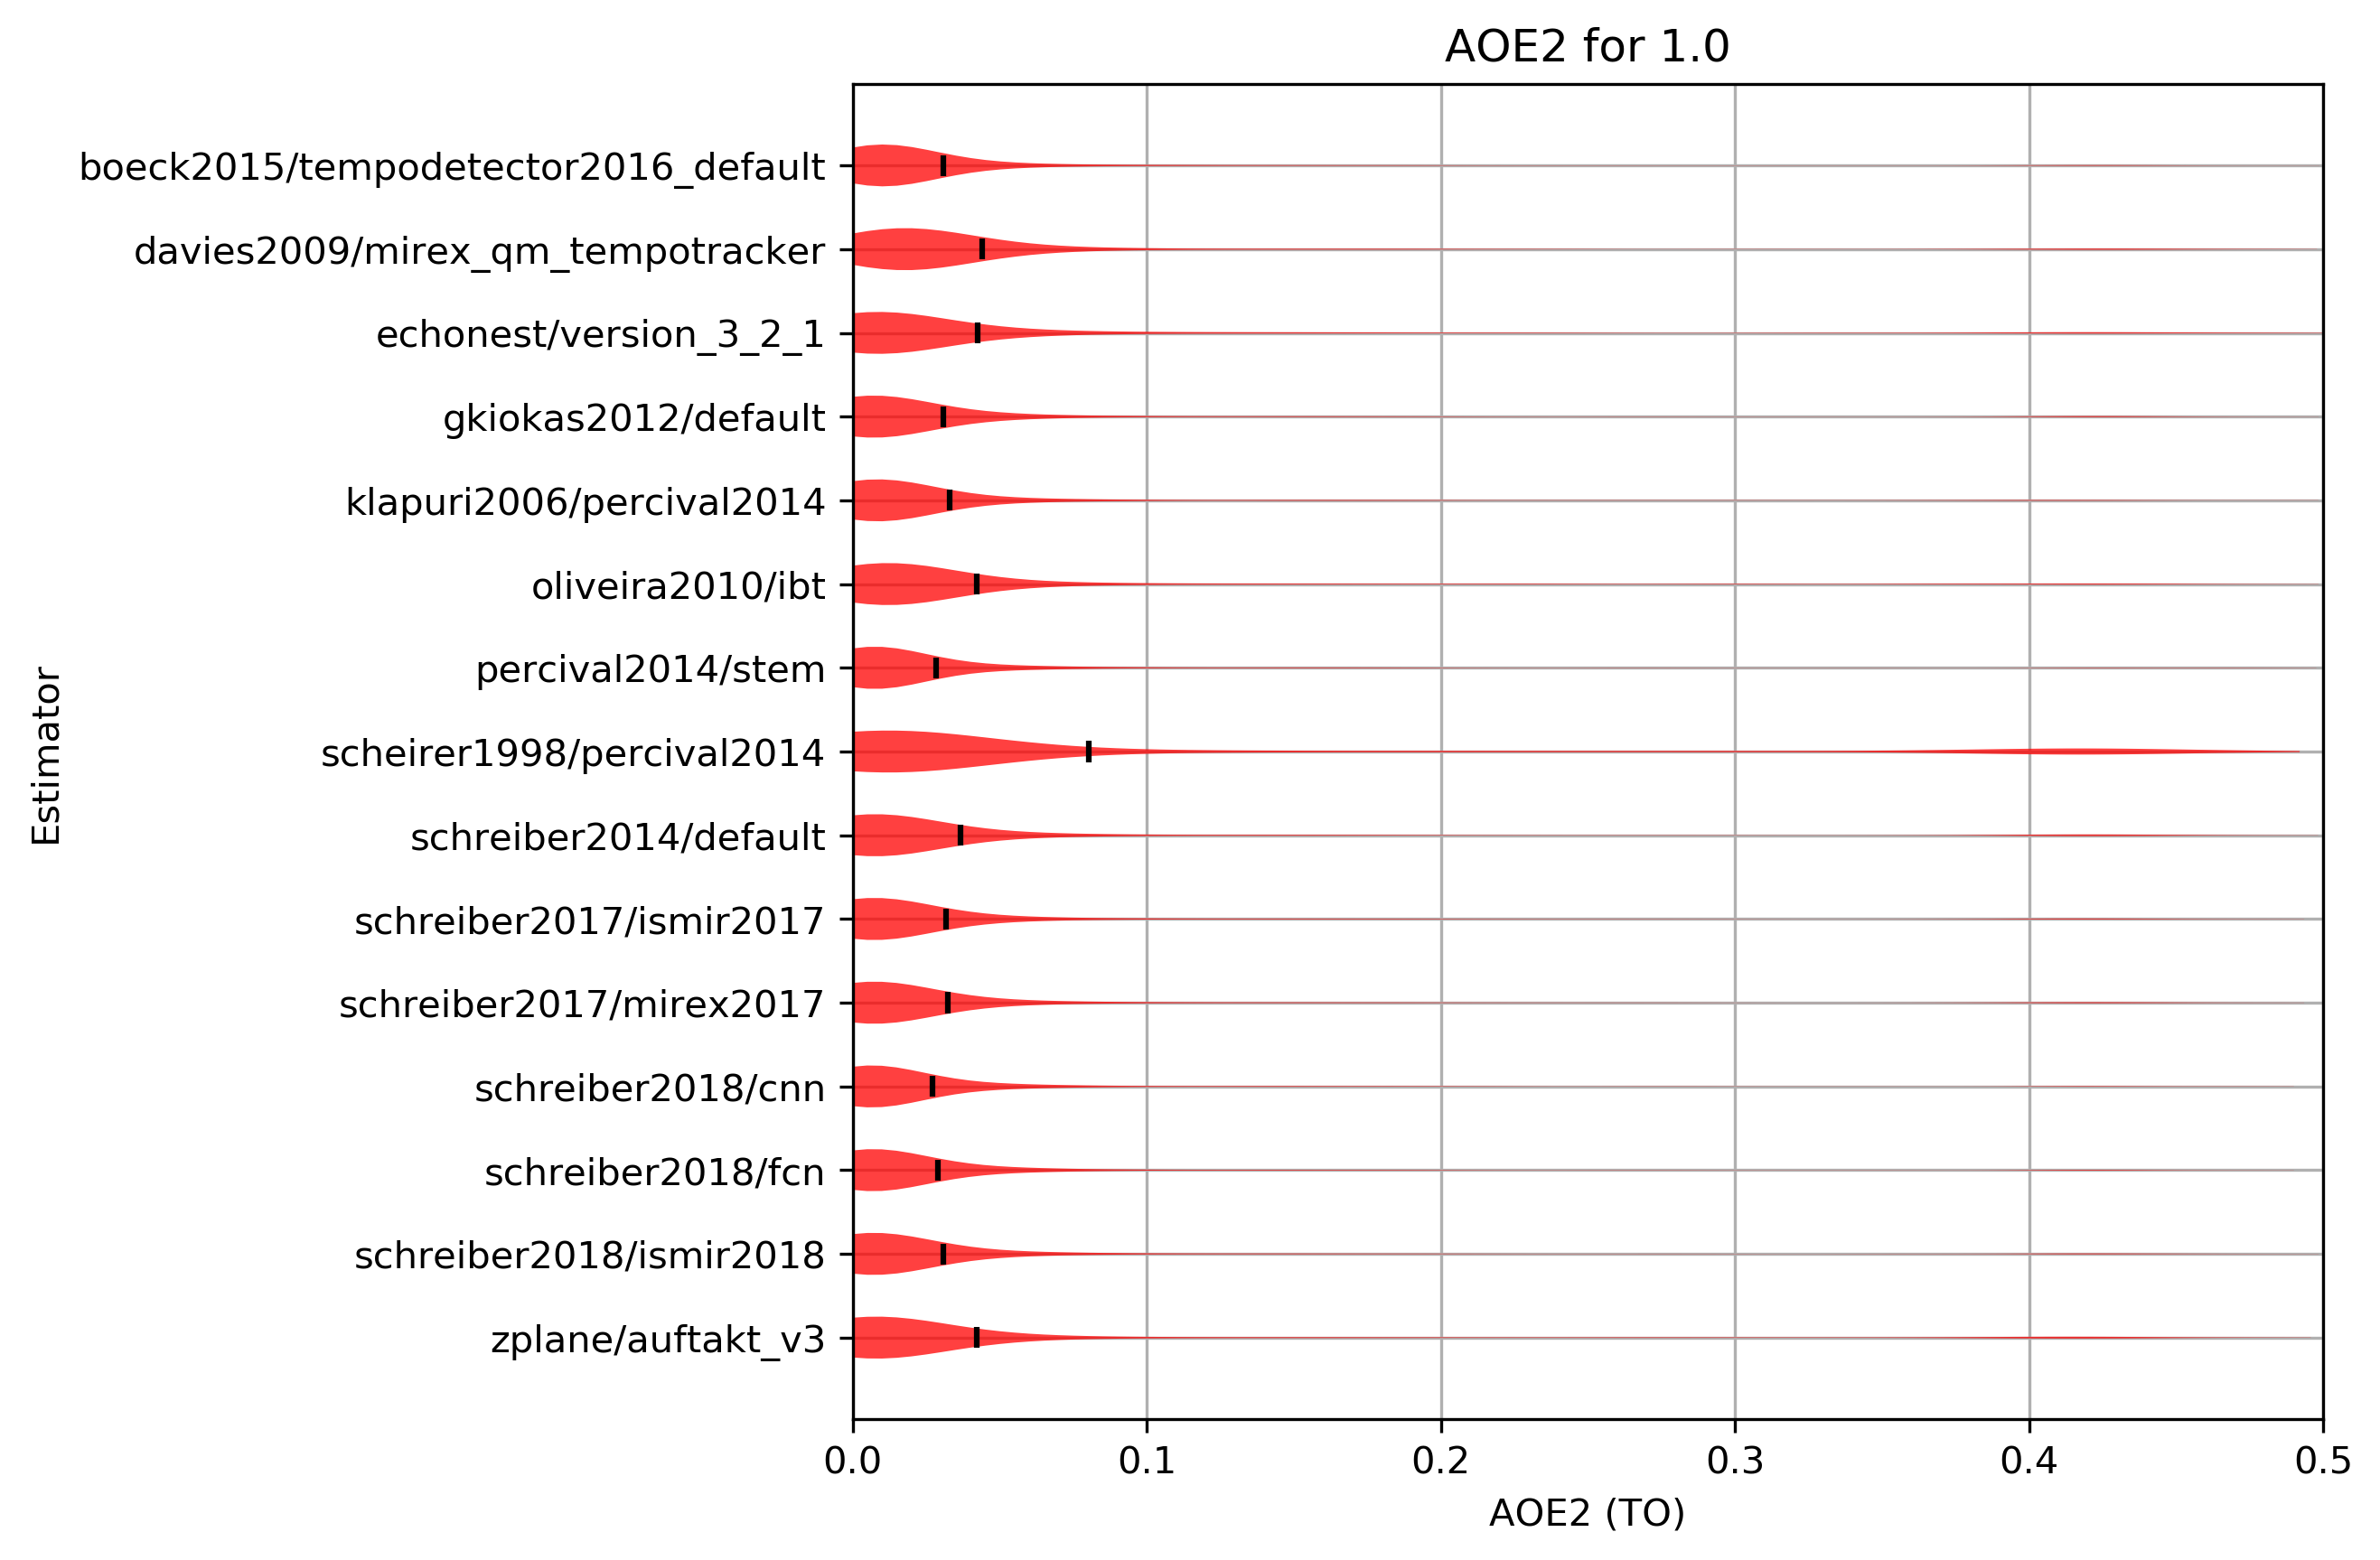 AOE2 for 1.0
boeck2015/tempodetector2016_default
davies2009/mirex_qm_tempotracker
echonest/version_3_2_1
gkiokas2012/default
klapuri2006/percival2014
oliveira2010/ibt
percival2014/stem
scheirer1998/percival2014
schreiber2014/default
schreiber2017/ismir2017
schreiber2017/mirex2017
schreiber2018/cnn
schreiber2018/fcn
schreiber2018/ismir2018
zplane/auftakt_v3
Estimator
0.0 0.1 0.2 0.3 0.4 0.5
AOE2 (TO)